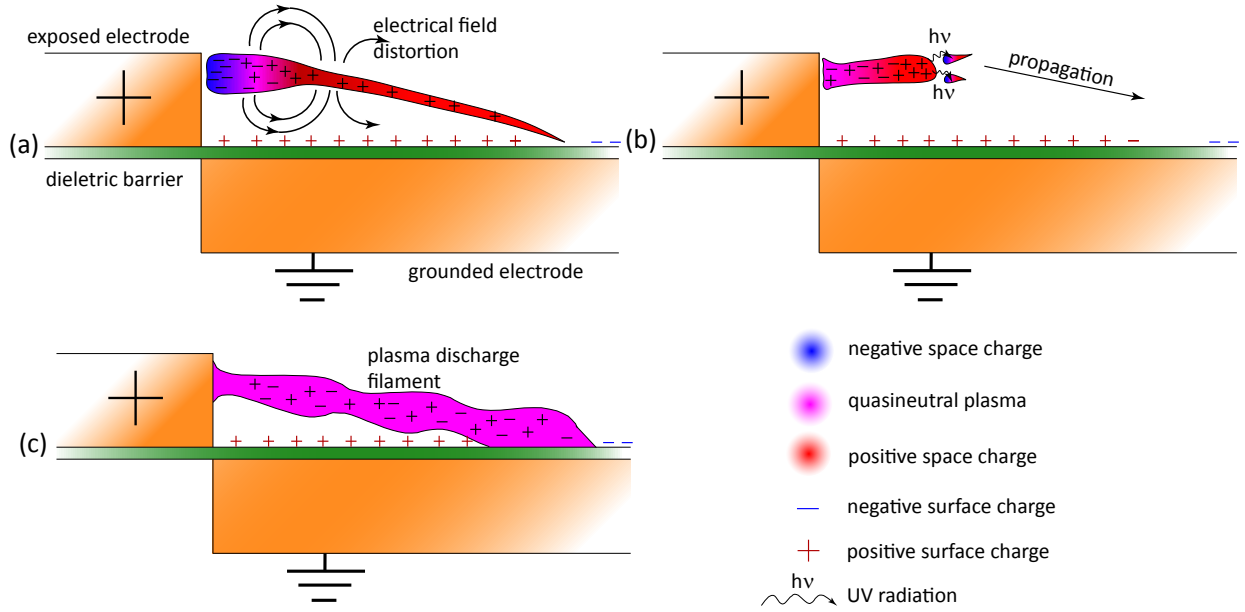 exposed electrode
electrical field
distortion
(a)
dieletric barrier
grounded electrode
hν
hν
propagation
(b)
plasma discharge
filament
(c)
negative space charge
quasineutral plasma
positive space charge
negative surface charge
positive surface charge
hν
UV radiation